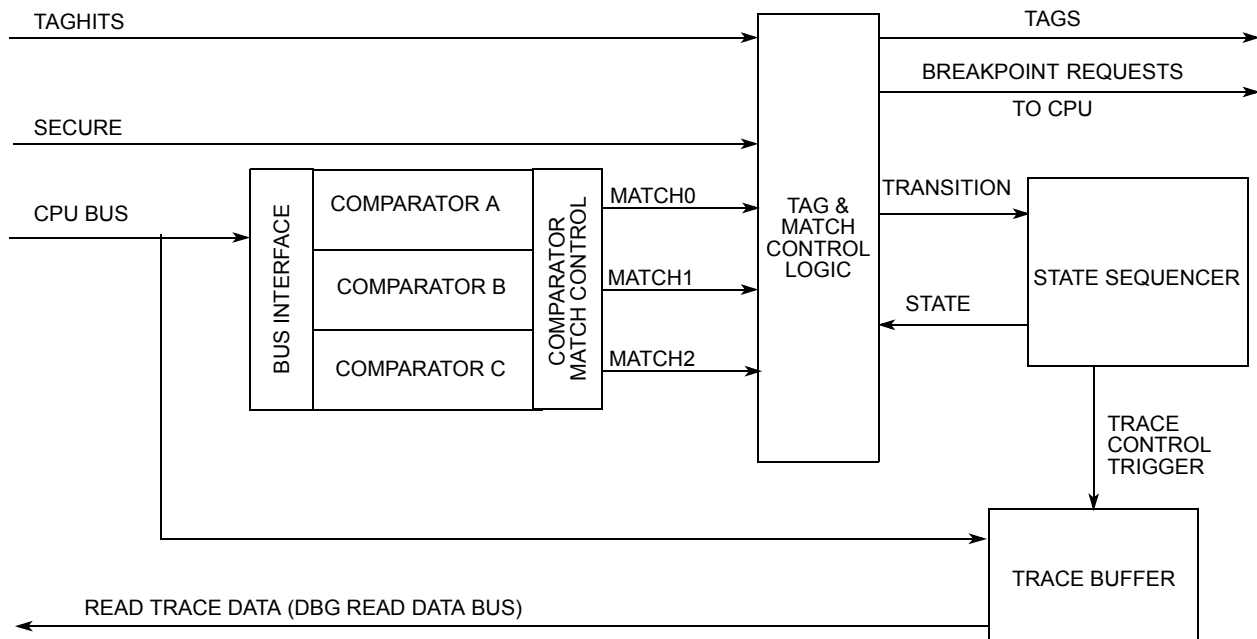 TAGHITS
TAGS
BREAKPOINT REQUESTS
TO CPU
SECURE
CPU BUS
BUS INTERFACE
COMPARATOR A
COMPARATOR B
COMPARATOR C
COMPARATOR
MATCH CONTROL
MATCH0
MATCH1
MATCH2
TAG &
MATCH
CONTROL
LOGIC
TRANSITION
STATE
STATE SEQUENCER
TRACE
CONTROL
TRIGGER
TRACE BUFFER
READ TRACE DATA (DBG READ DATA BUS)